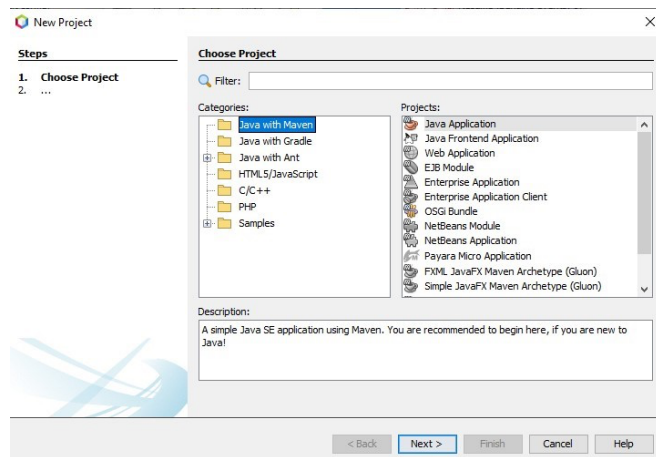 New Project
Steps
1. Choose Project
2. ...
Choose Project
Filter:
Categories:
Java with Maven
Java with Gradle
Java with Ant
HTML5/JavaScript
C/C++
PHP
Samples
Projects:
Java Application
Java Frontend Application
Web Application
EJB Module
Enterprise Application
Enterprise Application Client
OSGi Bundle
NetBeans Module
NetBeans Application
Payara Micro Application
FXML JavaFX Maven Archetype (Gluon)
Simple JavaFX Maven Archetype (Gluon)
Description:
A simple Java SE application using Maven. You are recommended to begin here, if you are new to
Java!
< Back Next > Finish Cancel Help